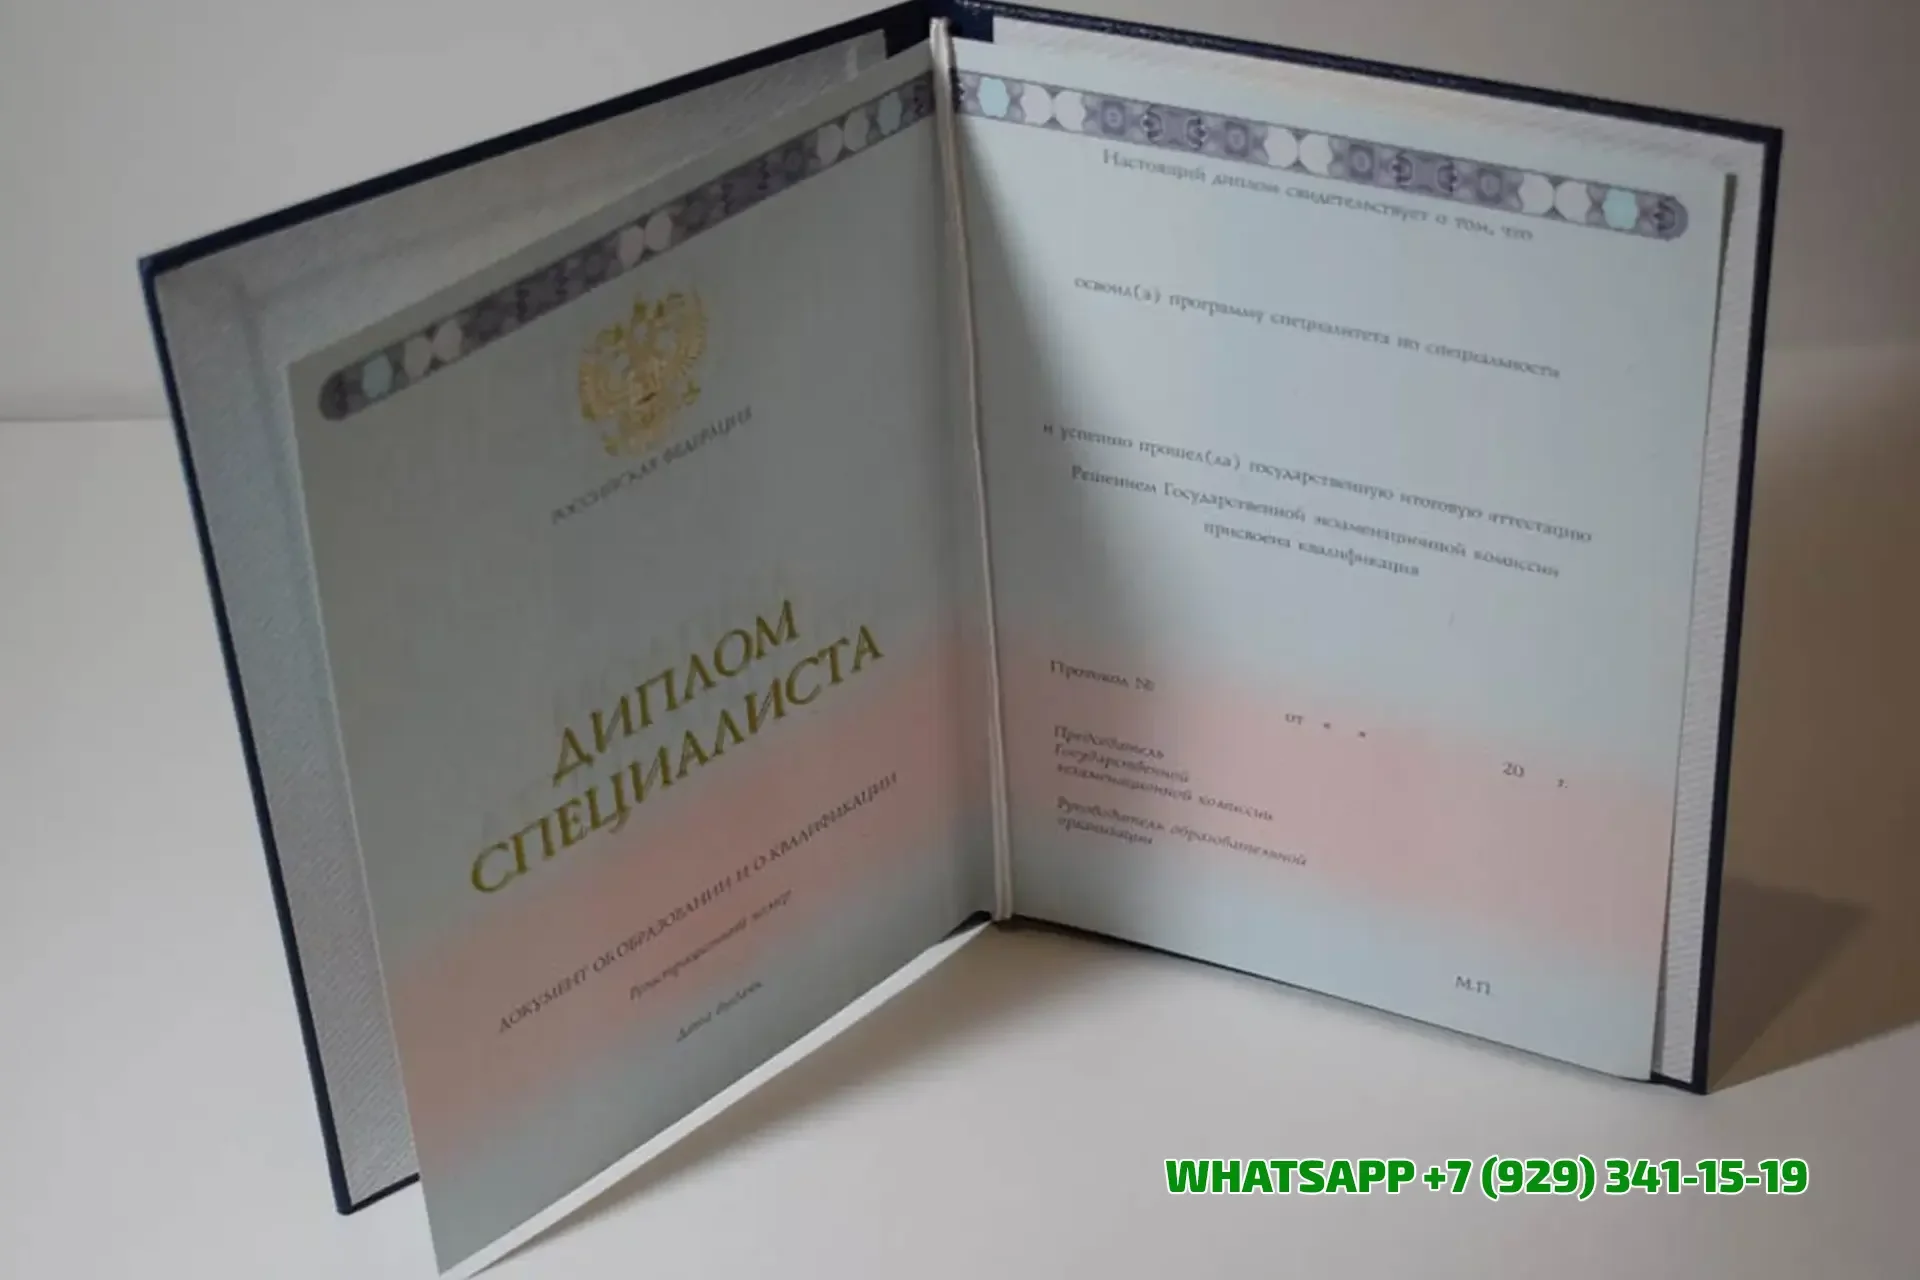 РОССИЙСКАЯ ФЕДЕРАЦИЯ
ДИПЛОМ
СПЕЦИАЛИСТА
ДОКУМЕНТ ОБ ОБРАЗОВАНИИ И О КВАЛИФИКАЦИИ
Регистрационный номер
Дата выдачи
Настоящий диплом свидетельствует о том, что
освоил(а) программу специалитета по специальности
и успешно прошел(ла) государственную итоговую аттестацию
Решением Государственной экзаменационной комиссии
присвоена квалификация
Протокол №
от « » 20 г.
Председатель
Государственной
экзаменационной комиссии
Руководитель образовательной
организации
М.П.
WHATSAPP +7 (929) 341-15-19